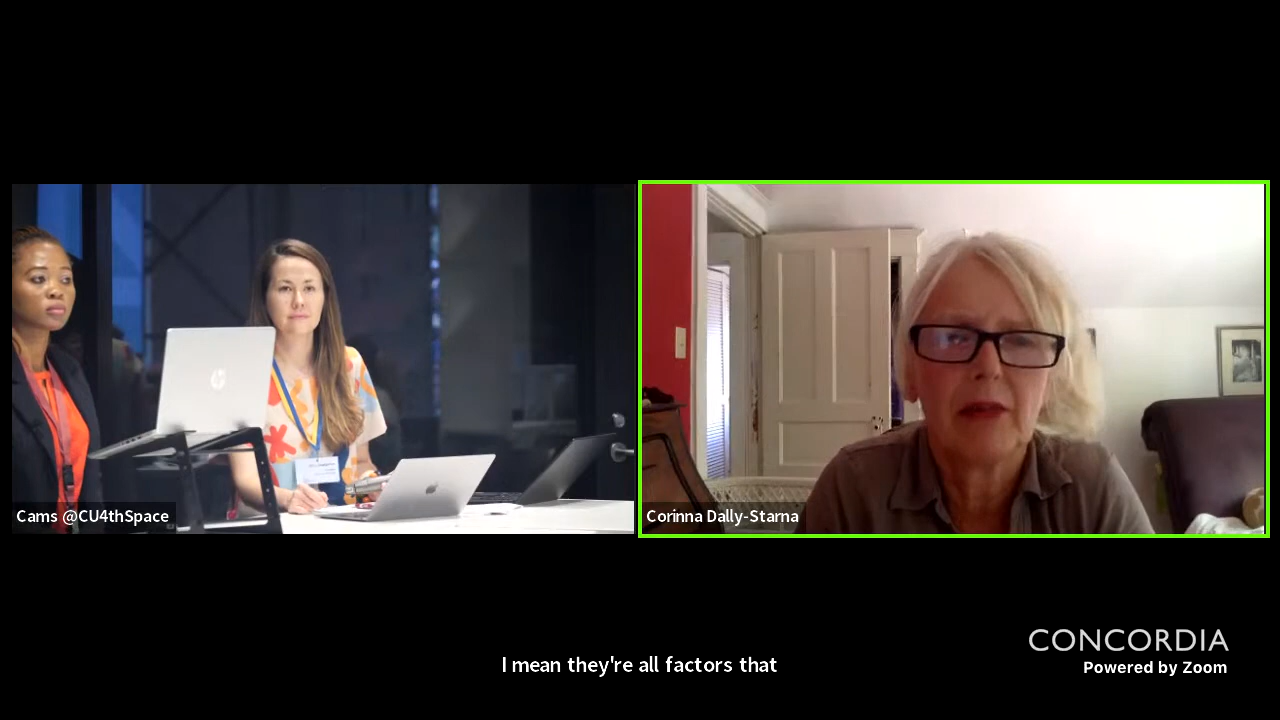 Cams @CU4thSpace
Corinna Dally-Starna
I mean they're all factors that
CONCORDIA
Powered by Zoom